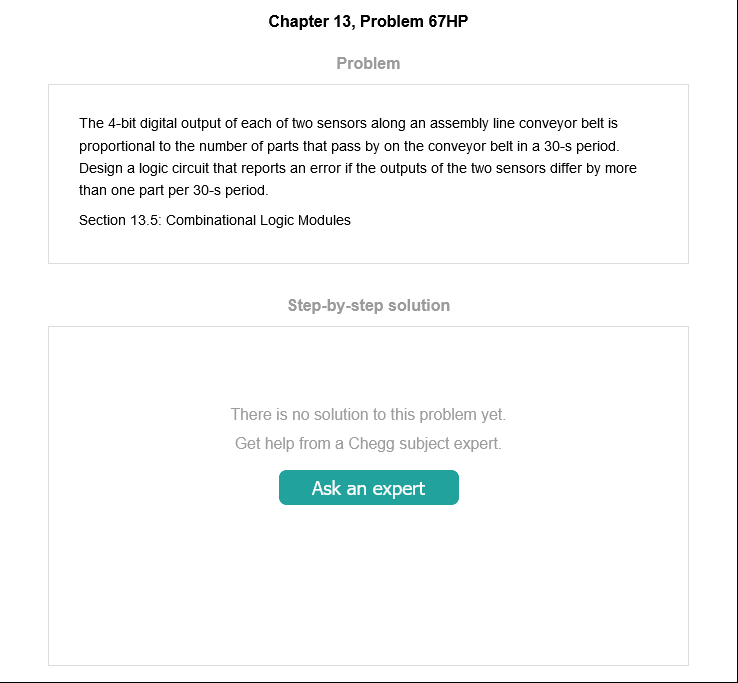 Chapter 13, Problem 67HP
Problem
The 4-bit digital output of each of two sensors along an assembly line conveyor belt is
proportional to the number of parts that pass by on the conveyor belt in a 30-s period.
Design a logic circuit that reports an error if the outputs of the two sensors differ by more
than one part per 30-s period.
Section 13.5: Combinational Logic Modules
Step-by-step solution
There is no solution to this problem yet.
Get help from a Chegg subject expert.
Ask an expert